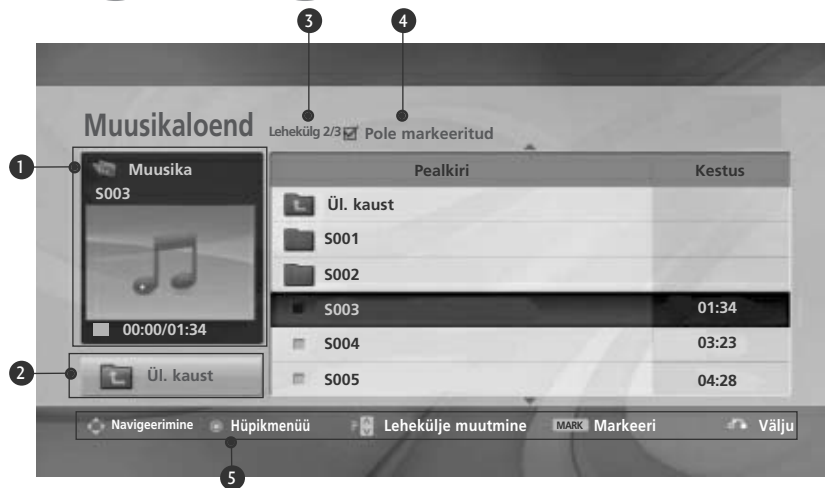 3 4
Muusikaloend Lehekülg 2/3 Pole markeeritud
1 Muusika
S003
00:00/01:34
2 Ül. kaust
Pealkiri Kestus
Ül. kaust
S001
S002
S003 01:34
S004 03:23
S005 04:28
Navigeerimine Hüpikmenüü P Lehekülje muutmine MARK Markeeri Välju
5